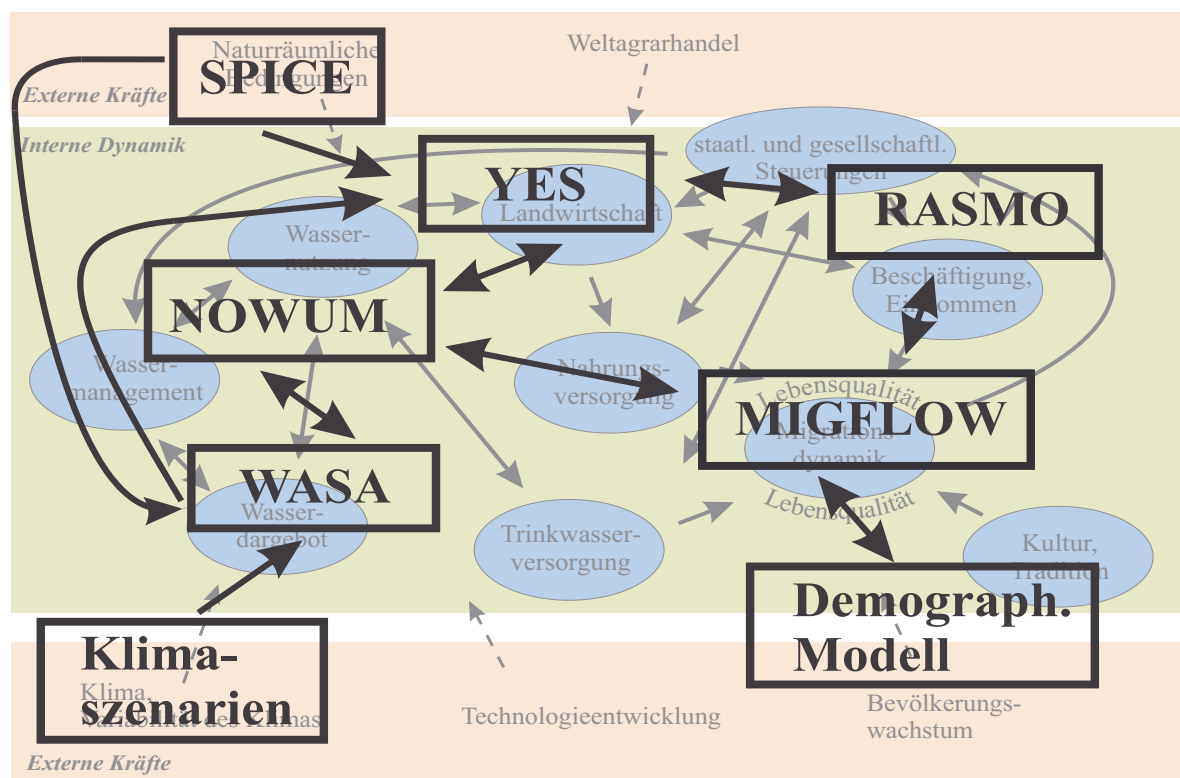 Naturräumliche
Bedingungen
SPICE
Weltagrarhandel
Externe Kräfte
Interne Dynamik
staatl. und gesellschaftl.
Steuerungen
YES
Landwirtschaft
RASMO
Wasser-
nutzung
Beschäftigung,
Einkommen
NOWUM
Wasser-
management
Nahrungs-
versorgung
Lebensqualität
MIGFLOW
Migrations
dynamik
Lebensqualität
WASA
Wasser-
dargebot
Trinkwasser-
versorgung
Kultur,
Tradition
Demograph.
Modell
Klima-
szenarien
Klima,
Variabilität des Klimas
Technologieentwicklung
Bevölkerungs-
wachstum
Externe Kräfte